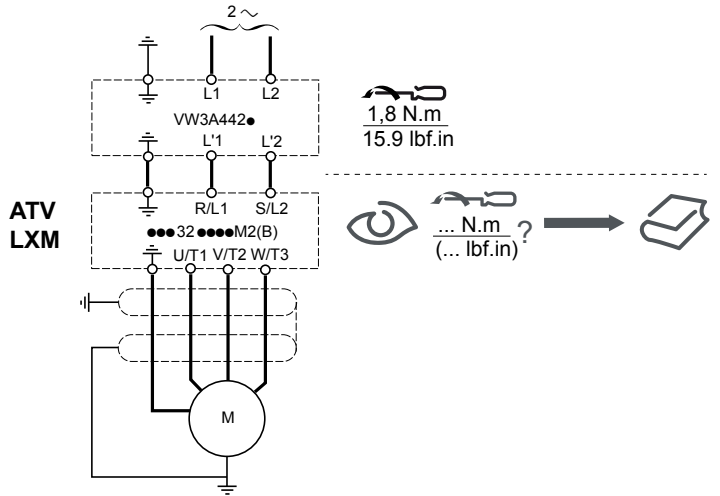 2 ∼
L1 L2
VW3A442●
L'1 L'2
1,8 N.m
15.9 lbf.in
R/L1 S/L2
ATV
LXM
●●● 32 ●●●● M2(B)
U/T1 V/T2 W/T3
... N.m
(... lbf.in) ?
M